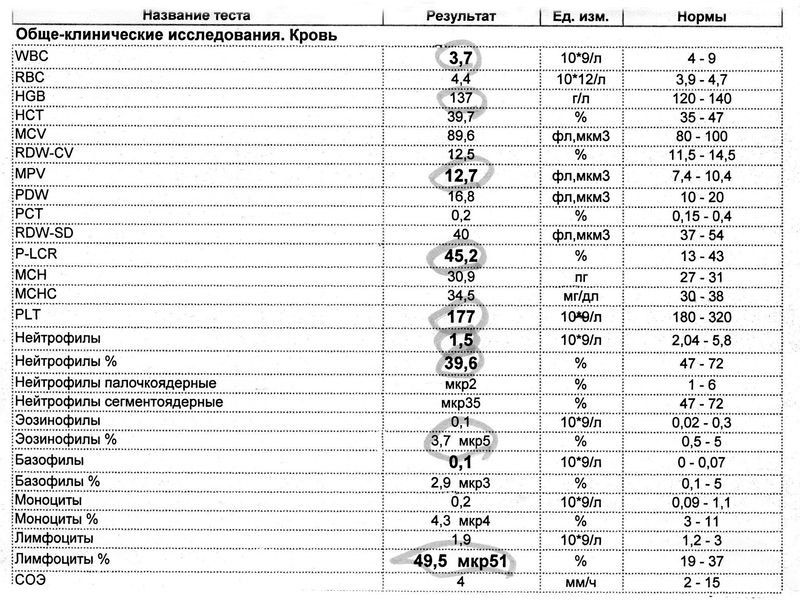 Название теста Результат Ед. изм. Нормы
Обще-клинические исследования. Кровь
WBC 3,7 10*9/л 4 - 9
RBC 4,4 10*12/л 3,9 - 4,7
HGB 137 г/л 120 - 140
HCT 39,7 % 35 - 47
MCV 89,6 фл,мкм3 80 - 100
RDW-CV 12,5 % 11,5 - 14,5
MPV 12,7 фл,мкм3 7,4 - 10,4
PDW 16,8 фл,мкм3 10 - 20
PCT 0,2 % 0,15 - 0,4
RDW-SD 40 фл,мкм3 37 - 54
P-LCR 45,2 % 13 - 43
MCH 30,9 пг 27 - 31
MCHC 34,5 мг/дл 30 - 38
PLT 177 10*9/л 180 - 320
Нейтрофилы 1,5 10*9/л 2,04 - 5,8
Нейтрофилы % 39,6 % 47 - 72
Нейтрофилы палочкоядерные мкр2 % 1 - 6
Нейтрофилы сегментоядерные мкр35 % 47 - 72
Эозинофилы 0,1 10*9/л 0,02 - 0,3
Эозинофилы % 3,7 мкр5 % 0,5 - 5
Базофилы 0,1 10*9/л 0 - 0,07
Базофилы % 2,9 мкр3 % 0,1 - 5
Моноциты 0,2 10*9/л 0,09 - 1,1
Моноциты % 4,3 мкр4 % 3 - 11
Лимфоциты 1,9 10*9/л 1,2 - 3
Лимфоциты % 49,5 мкр51 % 19 - 37
СОЭ 4 мм/ч 2 - 15